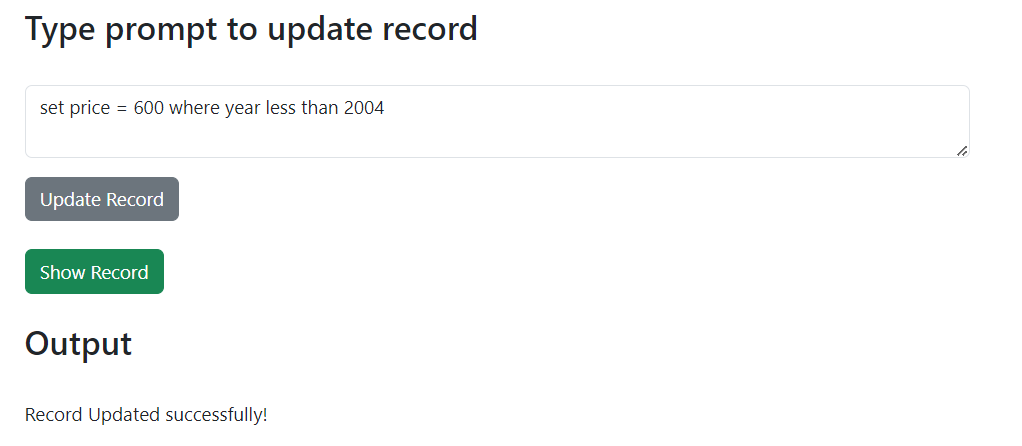 Type prompt to update record
set price = 600 where year less than 2004
Update Record
Show Record
Output
Record Updated successfully!